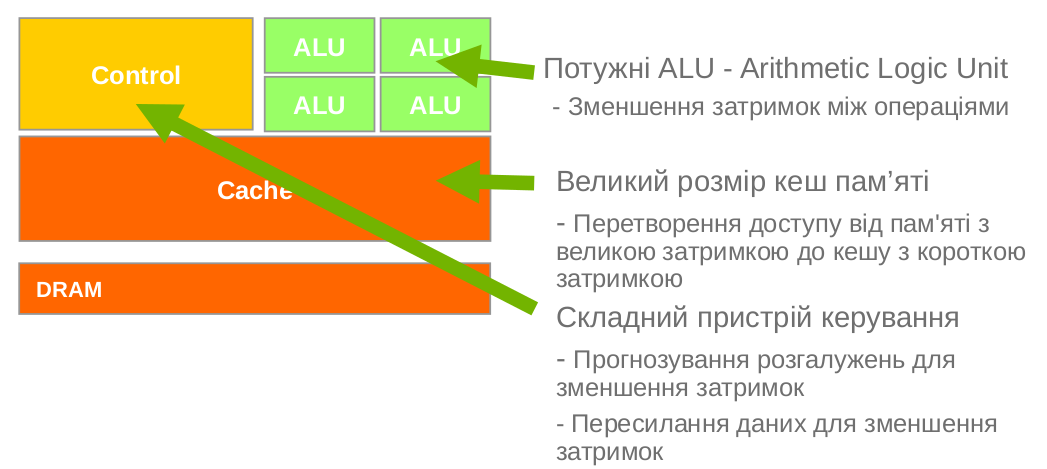 Control
ALU
ALU
ALU
ALU
Cache
DRAM
Потужні ALU - Arithmetic Logic Unit
- Зменшення затримок між операціями
Великий розмір кеш пам’яті
- Перетворення доступу від пам'яті з
великою затримкою до кешу з короткою
затримкою
Складний пристрій керування
- Прогнозування розгалужень для
зменшення затримок
- Пересилання даних для зменшення
затримок